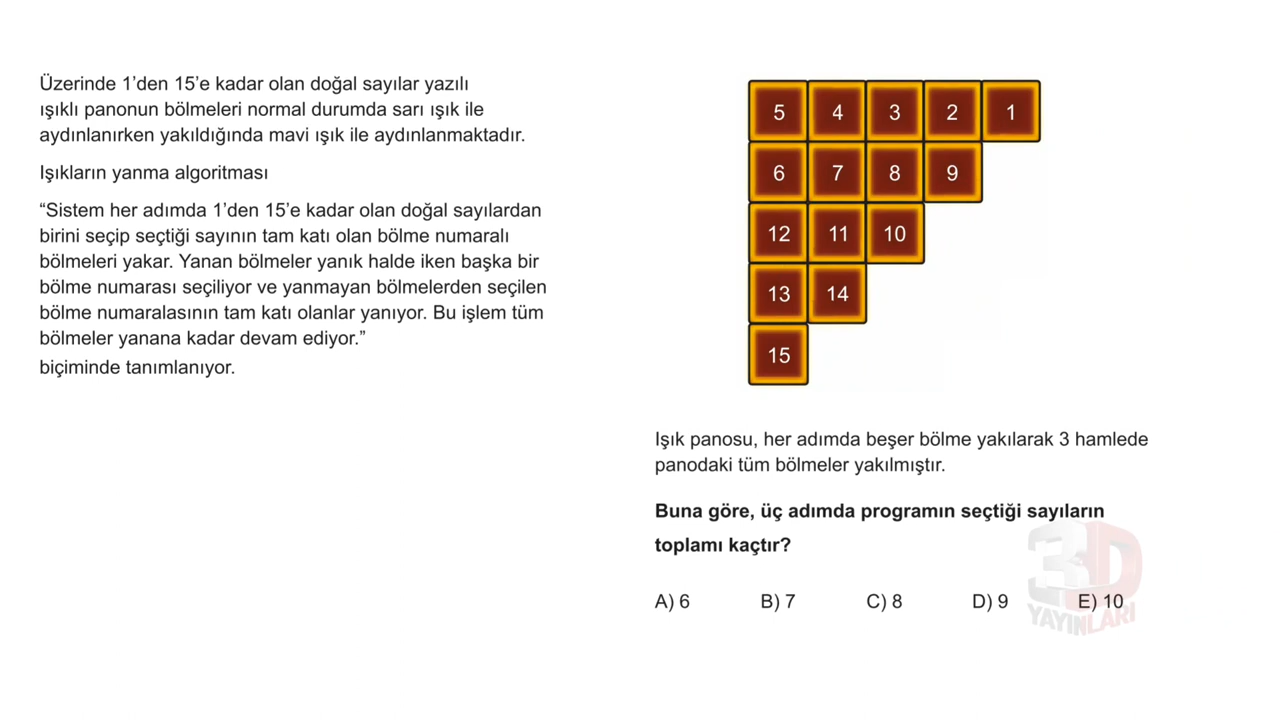 Üzerinde 1’den 15’e kadar olan doğal sayılar yazılı
ışıklı panonun bölmeleri normal durumda sarı ışık ile
aydınlanırken yakıldığında mavi ışık ile aydınlanmaktadır.
Işıkların yanma algoritması
“Sistem her adımda 1’den 15’e kadar olan doğal sayılardan
birini seçip seçtiği sayının tam katı olan bölme numaralı
bölmeleri yakar. Yanan bölmeler yanık halde iken başka bir
bölme numarası seçiliyor ve yanmayan bölmelerden seçilen
bölme numaralasının tam katı olanlar yanıyor. Bu işlem tüm
bölmeler yanana kadar devam ediyor.”
biçiminde tanımlanıyor.
5 4 3 2 1
6 7 8 9
12 11 10
13 14
15
Işık panosu, her adımda beşer bölme yakılarak 3 hamlede
panodaki tüm bölmeler yakılmıştır.
Buna göre, üç adımda programın seçtiği sayıların
toplamı kaçtır?
A) 6 B) 7 C) 8 D) 9 E) 10
3D
YAYINLARI